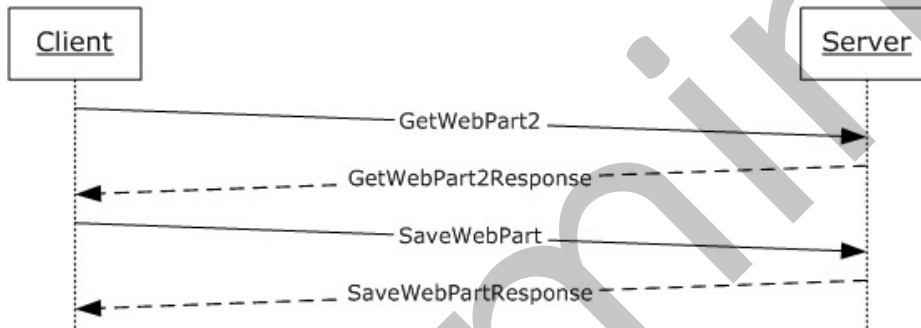 Client
Server
GetWebPart2
GetWebPart2Response
SaveWebPart
SaveWebPartResponse